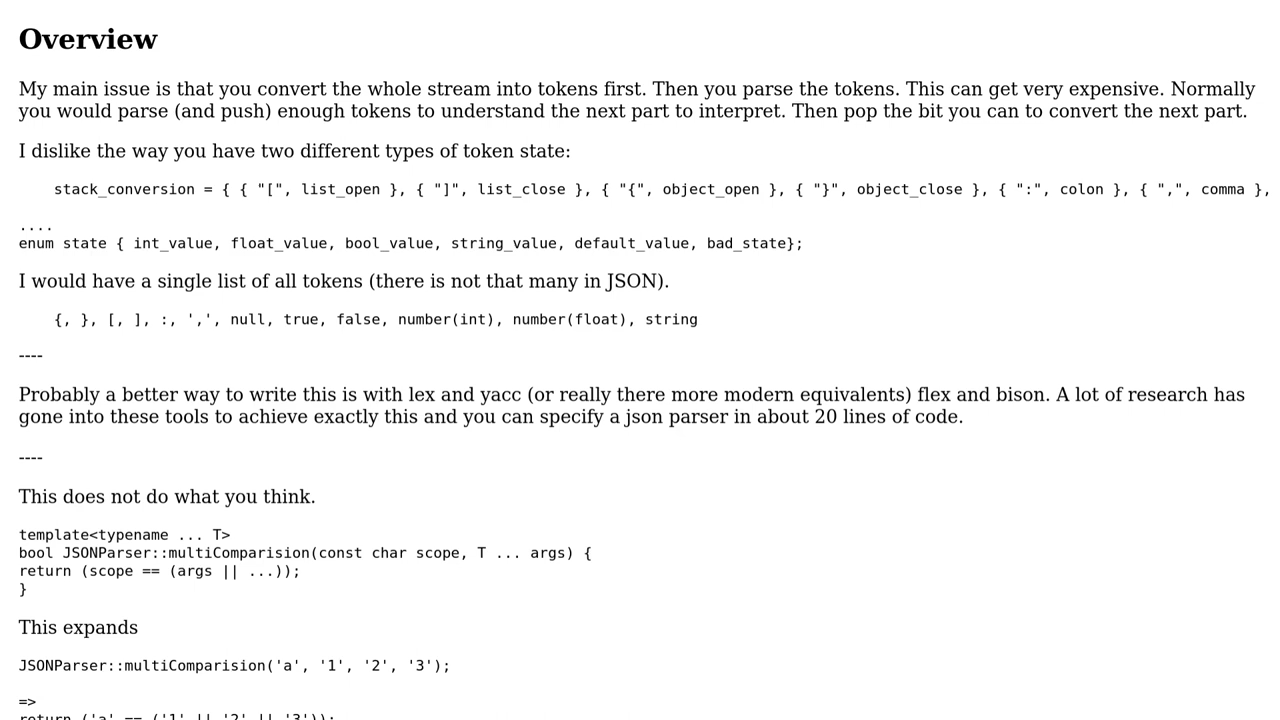 Overview
My main issue is that you convert the whole stream into tokens first. Then you parse the tokens. This can get very expensive. Normally
you would parse (and push) enough tokens to understand the next part to interpret. Then pop the bit you can to convert the next part.
I dislike the way you have two different types of token state:
stack_conversion = { { "[", list_open }, { "]", list_close }, { "{", object_open }, { "}", object_close }, { ":", colon }, { ",", comma },
....
enum state { int_value, float_value, bool_value, string_value, default_value, bad_state};
I would have a single list of all tokens (there is not that many in JSON).
{, }, [, ], :, ',', null, true, false, number(int), number(float), string
----
Probably a better way to write this is with lex and yacc (or really there more modern equivalents) flex and bison. A lot of research has
gone into these tools to achieve exactly this and you can specify a json parser in about 20 lines of code.
----
This does not do what you think.
template<typename ... T>
bool JSONParser::multiComparision(const char scope, T ... args) {
return (scope == (args || ...));
}
This expands
JSONParser::multiComparision('a', '1', '2', '3');
=>
return ('a' == ('1' || '2' || '3'));